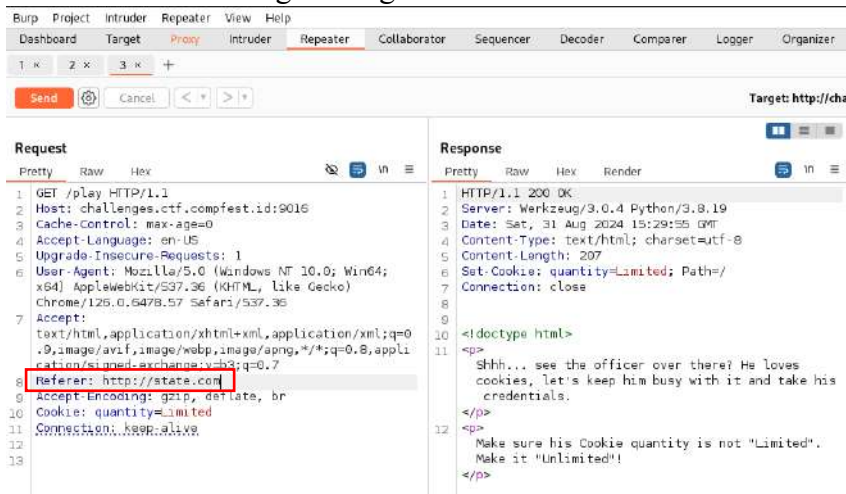 Burp Project Intruder Repeater View Help
Dashboard Target Proxy Intruder Repeater Collaborator Sequencer Decoder Comparer Logger Organizer
1 × 2 × 3 × +
Send Cancel < > Target: http://cha
Request
Pretty Raw Hex \n
1 GET /play HTTP/1.1
2 Host: challenges.ctf.compfest.id:9016
3 Cache-Control: max-age=0
4 Accept-Language: en-US
5 Upgrade-Insecure-Requests: 1
6 User-Agent: Mozilla/5.0 (Windows NT 10.0; Win64;
x64) AppleWebKit/537.36 (KHTML, like Gecko)
Chrome/126.0.6478.57 Safari/537.36
7 Accept:
text/html,application/xhtml+xml,application/xml;q=0
.9,image/avif,image/webp,image/apng,*/*;q=0.8,appli
cation/signed-exchange;v=b3;q=0.7
8 Referer: http://state.com
9 Accept-Encoding: gzip, deflate, br
10 Cookie: quantity=Limited
11 Connection: keep-alive
12
13
Response
Pretty Raw Hex Render \n
1 HTTP/1.1 200 OK
2 Server: Werkzeug/3.0.4 Python/3.8.19
3 Date: Sat, 31 Aug 2024 15:29:55 GMT
4 Content-Type: text/html; charset=utf-8
5 Content-Length: 207
6 Set-Cookie: quantity=Limited; Path=/
7 Connection: close
8
9
10 <!doctype html>
11 <p>
Shhh... see the officer over there? He loves
cookies, let's keep him busy with it and take his
credentials.
</p>
12 <p>
Make sure his Cookie quantity is not "Limited".
Make it "Unlimited"!
</p>